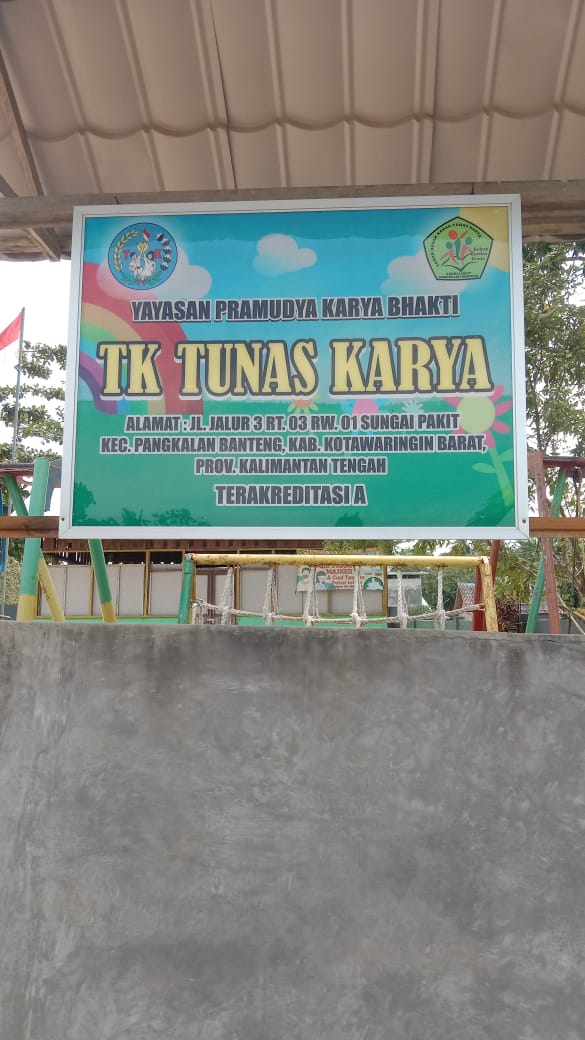 YAYASAN PRAMUDYA KARYA BHAKTI
TK TUNAS KARYA
ALAMAT : JL. JALUR 3 RT. 03 RW. 01 SUNGAI PAKIT
KEC. PANGKALAN BANTENG, KAB. KOTAWARINGIN BARAT,
PROV. KALIMANTAN TENGAH
TERAKREDITASI A
MASKER